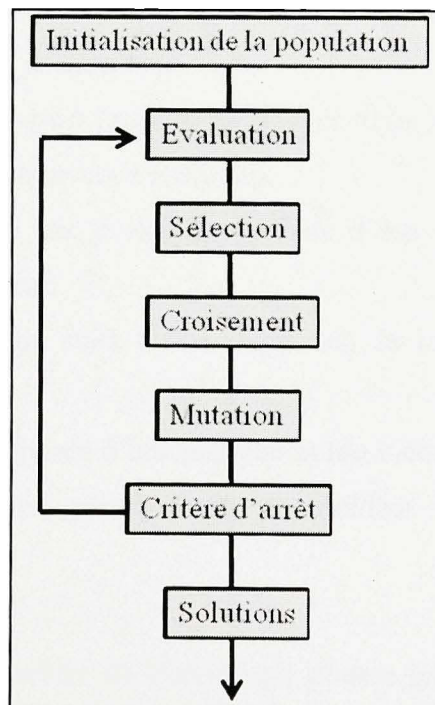 Initialisation de la population
Evaluation
Sélection
Croisement
Mutation
Critère d'arrêt
Solutions